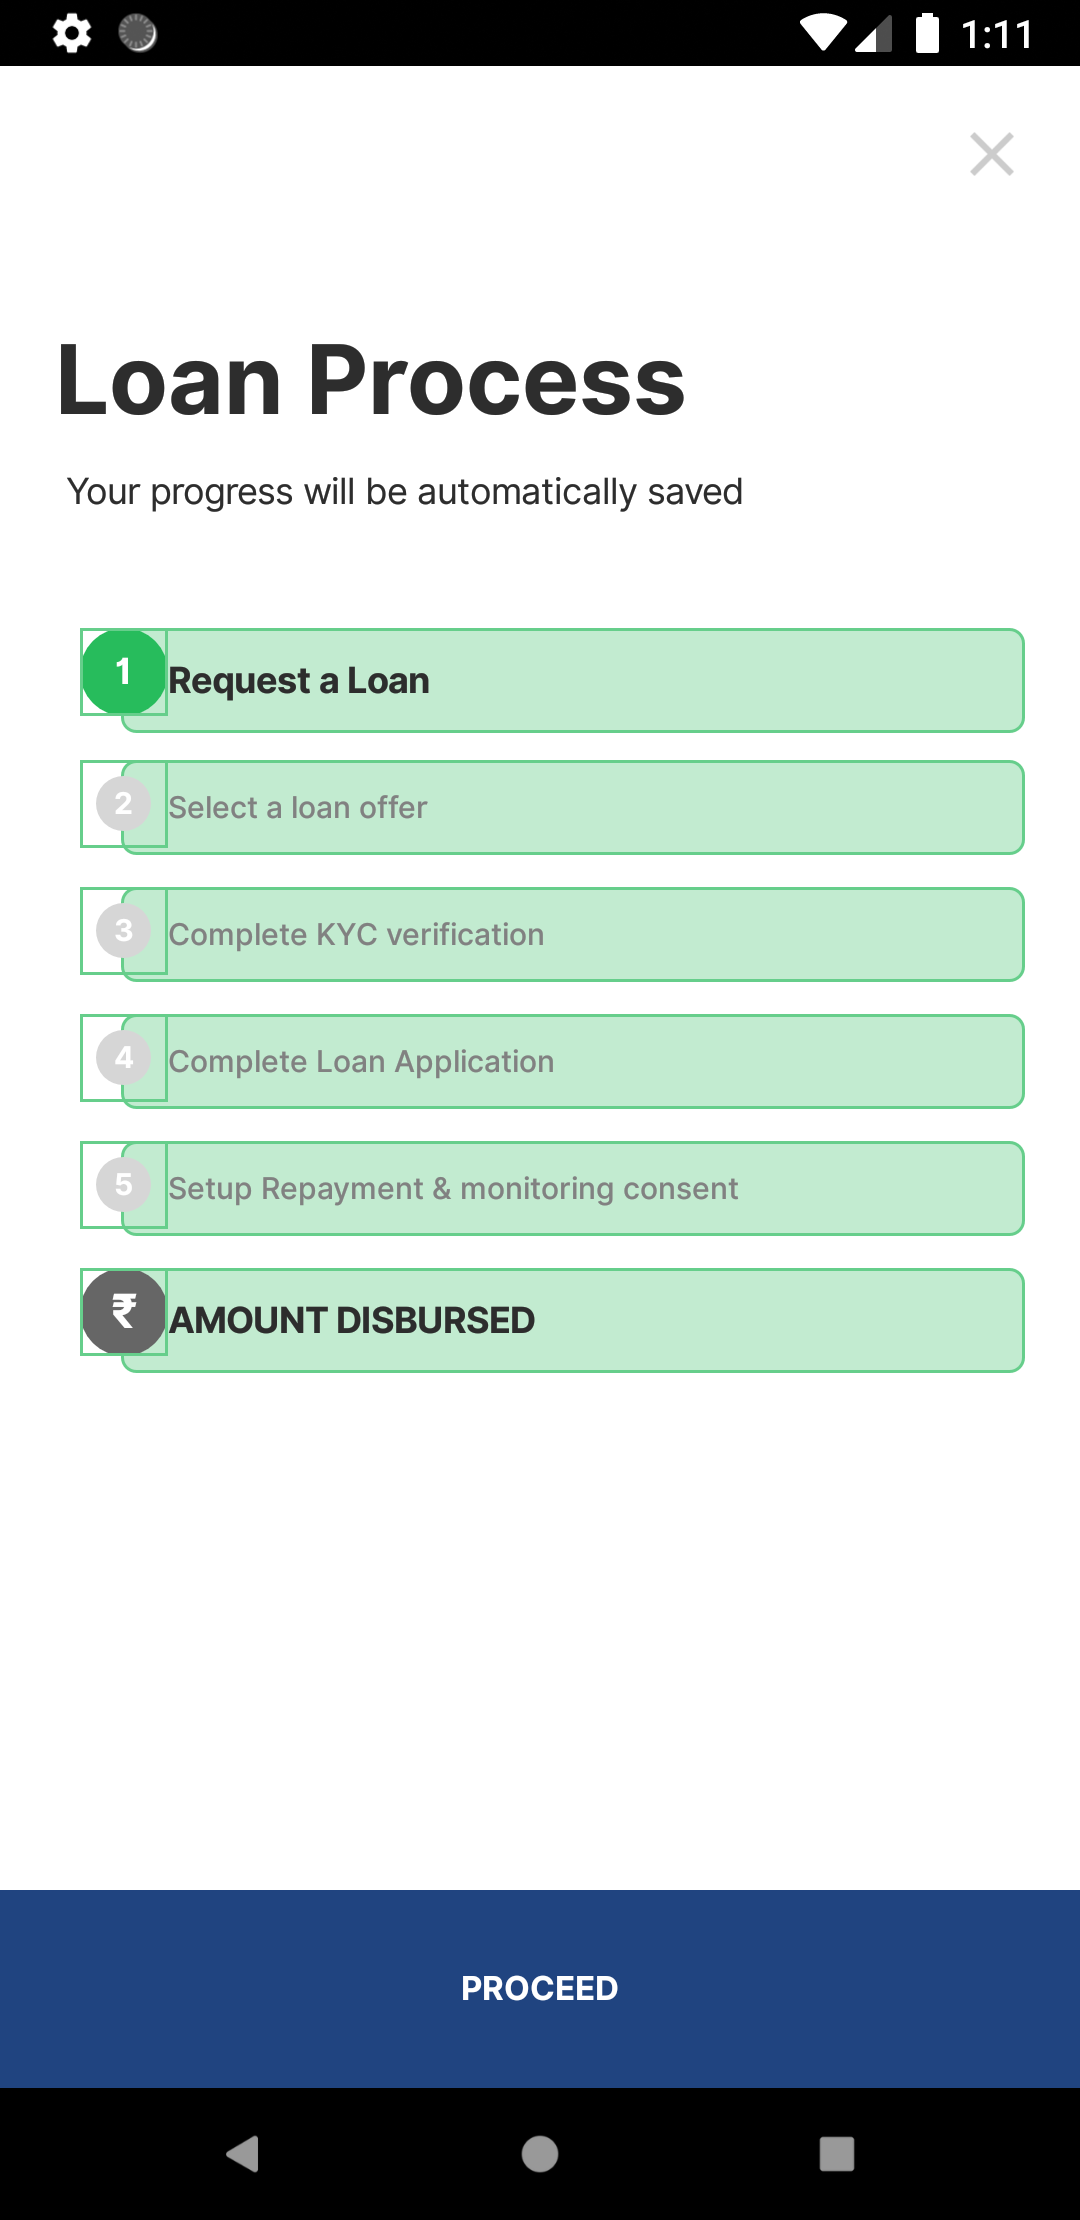 1:11
Loan Process
Your progress will be automatically saved
1 Request a Loan
2 Select a loan offer
3 Complete KYC verification
4 Complete Loan Application
5 Setup Repayment & monitoring consent
₹ AMOUNT DISBURSED
PROCEED